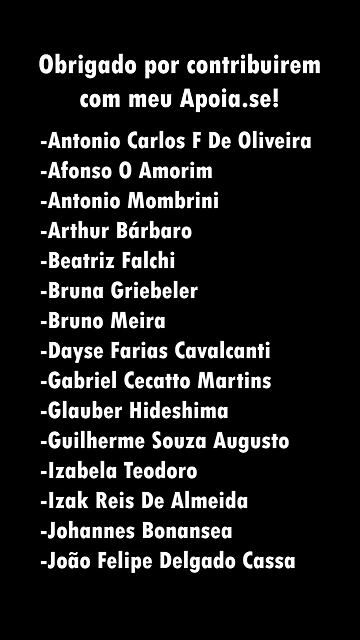 Obrigado por contribuirem
com meu Apoia.se!
-Antonio Carlos F De Oliveira
-Afonso O Amorim
-Antonio Mombrini
-Arthur Bárbaro
-Beatriz Falchi
-Bruna Griebeler
-Bruno Meira
-Dayse Farias Cavalcanti
-Gabriel Cecatto Martins
-Glauber Hideshima
-Guilherme Souza Augusto
-Izabela Teodoro
-Izak Reis De Almeida
-Johannes Bonansea
-João Felipe Delgado Cassa